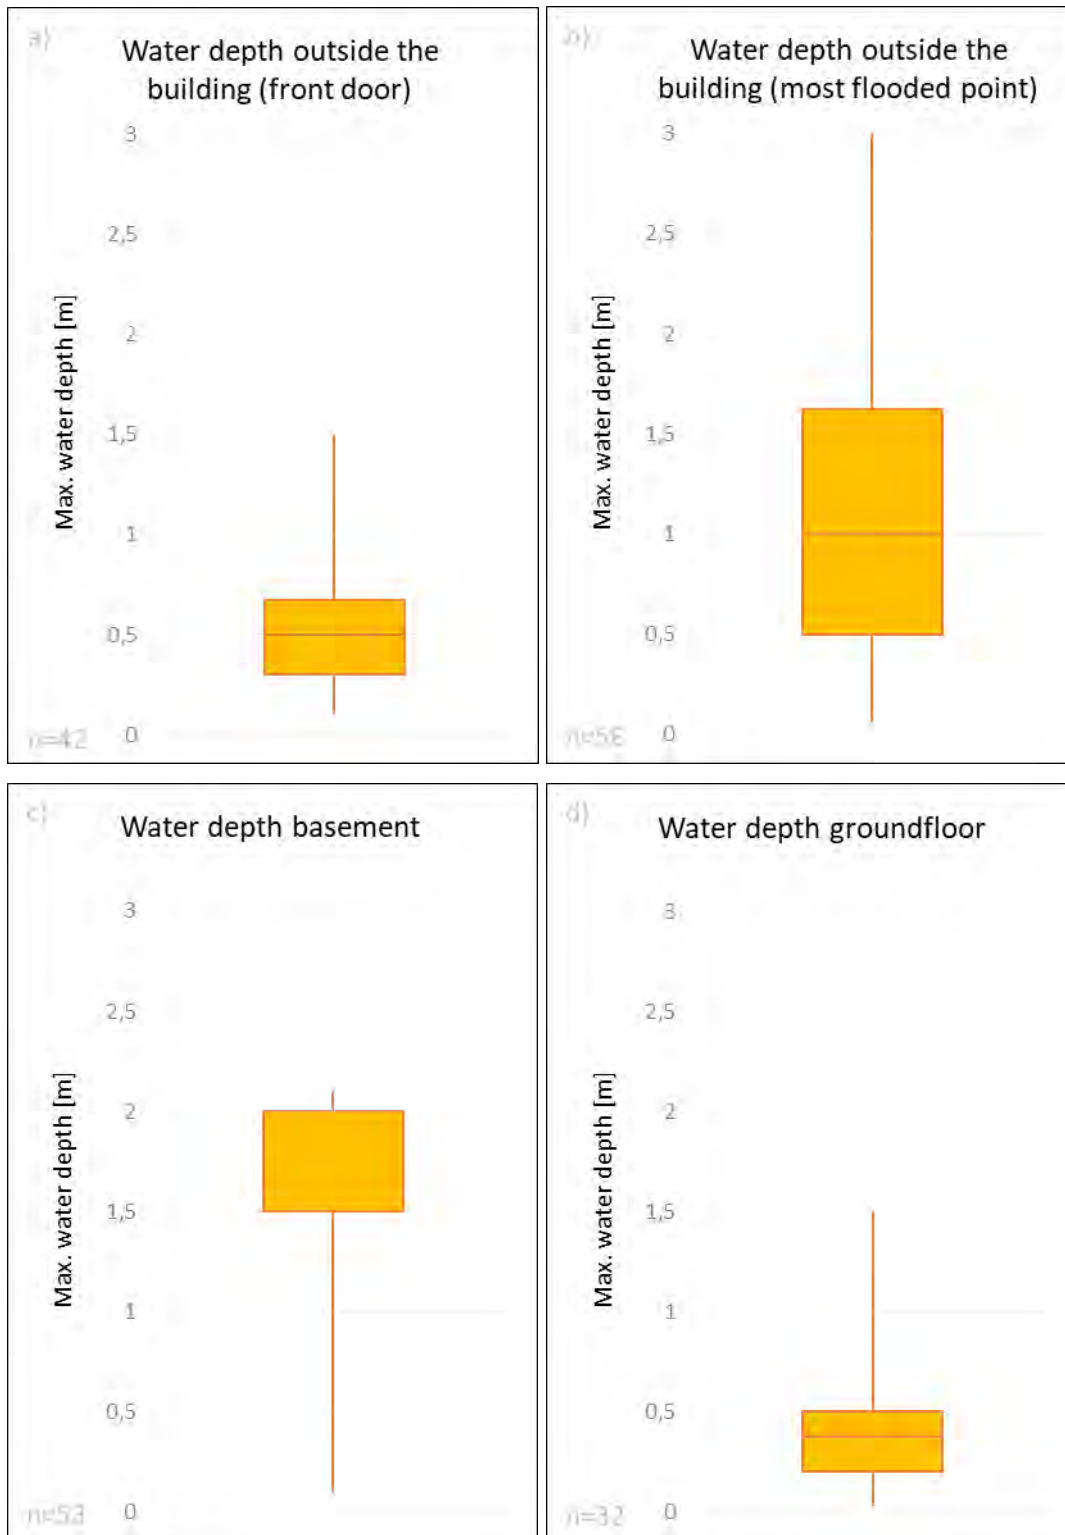 a)
Water depth outside the
building (front door)
3
2,5
2
1,5
1
0,5
0
Max. water depth [m]
n=42
b)
Water depth outside the
building (most flooded point)
3
2,5
2
1,5
1
0,5
0
Max. water depth [m]
n=58
c)
Water depth basement
3
2,5
2
1,5
1
0,5
0
Max. water depth [m]
n=53
d)
Water depth groundfloor
3
2,5
2
1,5
1
0,5
0
Max. water depth [m]
n=32